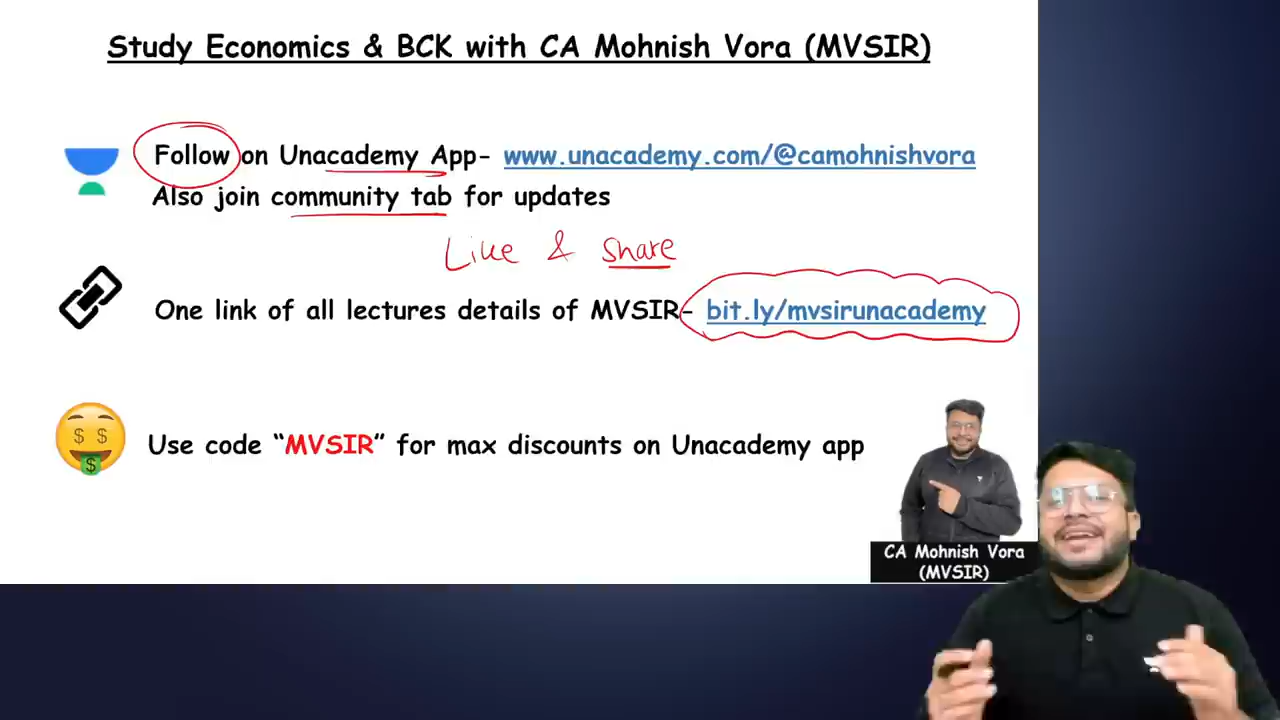 Study Economics & BCK with CA Mohnish Vora (MVSIR)
Follow on Unacademy App- www.unacademy.com/@camohnishvora
Also join community tab for updates
Like & share
One link of all lectures details of MVSIR- bit.ly/mvsirunacademy
Use code “MVSIR” for max discounts on Unacademy app
CA Mohnish Vora
(MVSIR)